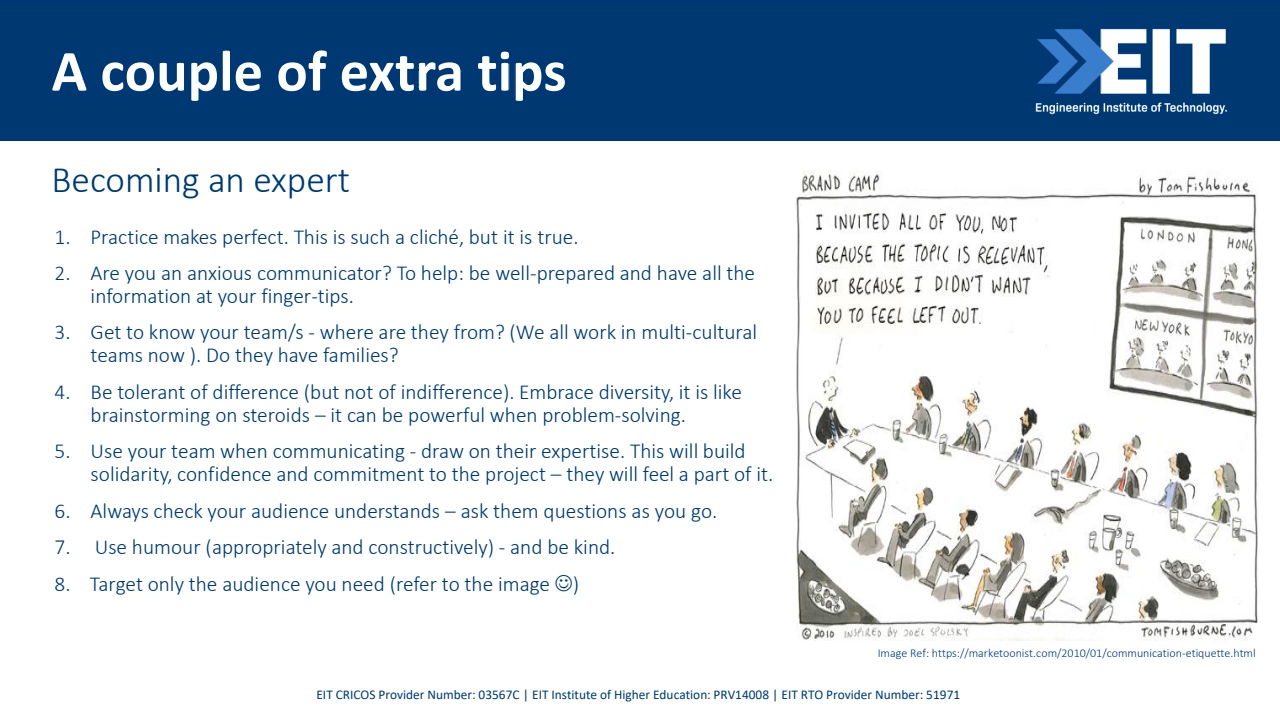 A couple of extra tips
EIT
Engineering Institute of Technology.
Becoming an expert
1. Practice makes perfect. This is such a cliché, but it is true.
2. Are you an anxious communicator? To help: be well-prepared and have all the
information at your finger-tips.
3. Get to know your team/s - where are they from? (We all work in multi-cultural
teams now ). Do they have families?
4. Be tolerant of difference (but not of indifference). Embrace diversity, it is like
brainstorming on steroids – it can be powerful when problem-solving.
5. Use your team when communicating - draw on their expertise. This will build
solidarity, confidence and commitment to the project – they will feel a part of it.
6. Always check your audience understands – ask them questions as you go.
7. Use humour (appropriately and constructively) - and be kind.
8. Target only the audience you need (refer to the image ☺)
BRAND CAMP
by Tom Fishburne
I INVITED ALL OF YOU, NOT
BECAUSE THE TOPIC IS RELEVANT,
BUT BECAUSE I DIDN'T WANT
YOU TO FEEL LEFT OUT.
LONDON
HONG
NEW YORK
TOKYO
© 2010 INSPIRED BY JOEL SPOLSKY
TOMFISHBURNE.COM
Image Ref: https://marketoonist.com/2010/01/communication-etiquette.html
EIT CRICOS Provider Number: 03567C | EIT Institute of Higher Education: PRV14008 | EIT RTO Provider Number: 51971